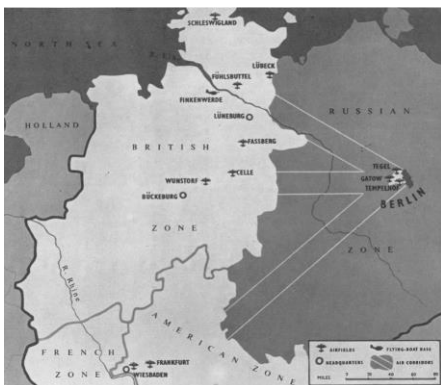 SCHLESWIGLAND
NORTH SEA
LÜBECK
FÜHLSBÜTTEL
FINKENWERDE
RUSSIAN
HOLLAND
LÜNEBURG
BRITISH
FASSBERG
CELLE
WUNSTORF
TEGEL
GATOW
TEMPELHOF
BERLIN
BÜCKEBURG
ZONE
ZONE
R. Rhine
AMERICAN ZONE
FRENCH
ZONE
FRANKFURT
WIESBADEN
AIRFIELDS
FLYING-BOAT BASE
HEADQUARTERS
AIR CORRIDORS
MILES